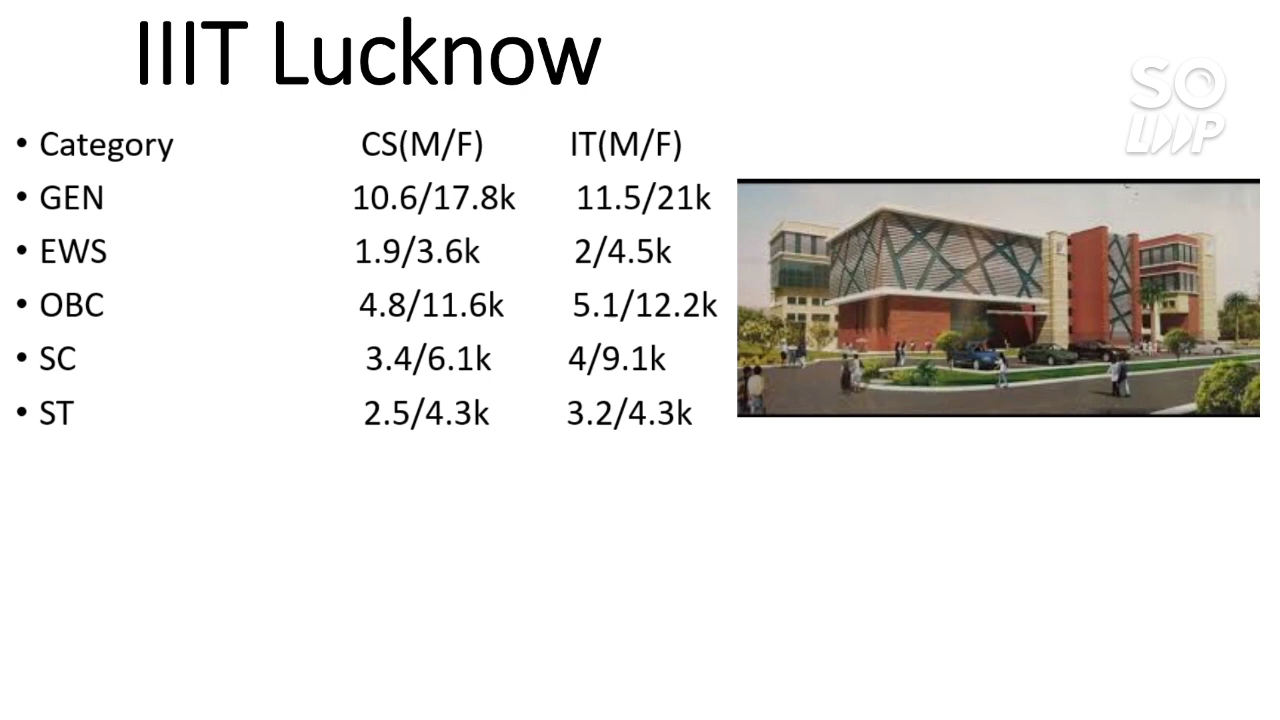 IIIT Lucknow
SO
LOOP
• Category CS(M/F) IT(M/F)
• GEN 10.6/17.8k 11.5/21k
• EWS 1.9/3.6k 2/4.5k
• OBC 4.8/11.6k 5.1/12.2k
• SC 3.4/6.1k 4/9.1k
• ST 2.5/4.3k 3.2/4.3k